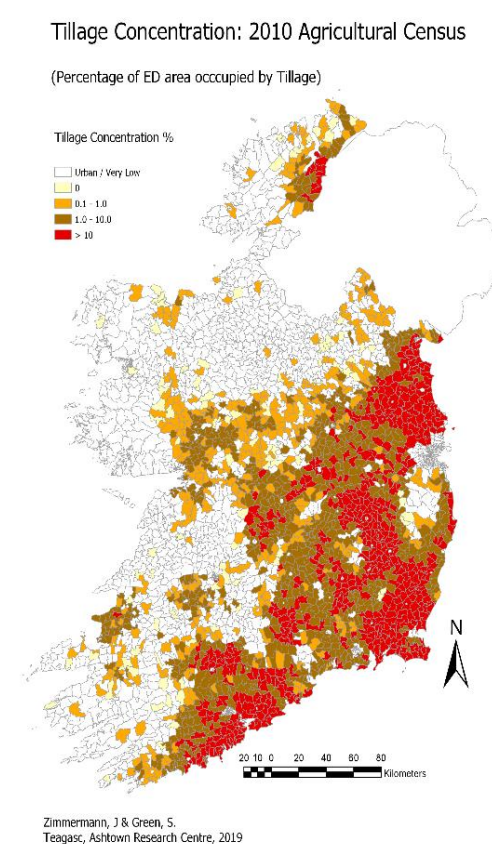 Tillage Concentration: 2010 Agricultural Census
(Percentage of ED area occcupied by Tillage)
Tillage Concentration %
Urban / Very Low
0
0.1 - 1.0
1.0 - 10.0
> 10
N
20 10 0 20 40 60 80
Kilometers
Zimmermann, J & Green, S.
Teagasc, Ashtown Research Centre, 2019